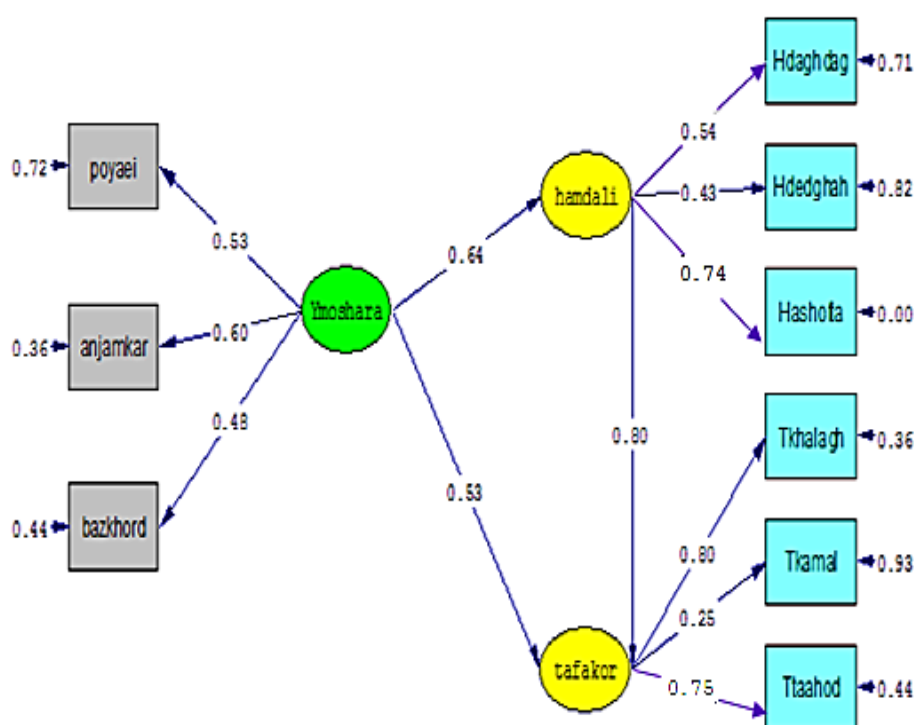 Hdaghdag
0.71
0.54
poyaei
0.72
hamdali
0.43
Hdedghah
0.82
0.53
0.64
0.74
Ymoshara
Hashofta
0.00
0.60
anjamkar
0.36
0.48
0.80
Tkhalagh
0.36
0.53
bazkhord
0.44
0.80
Tkamal
0.93
0.25
tafakor
0.75
Ttaahod
0.44